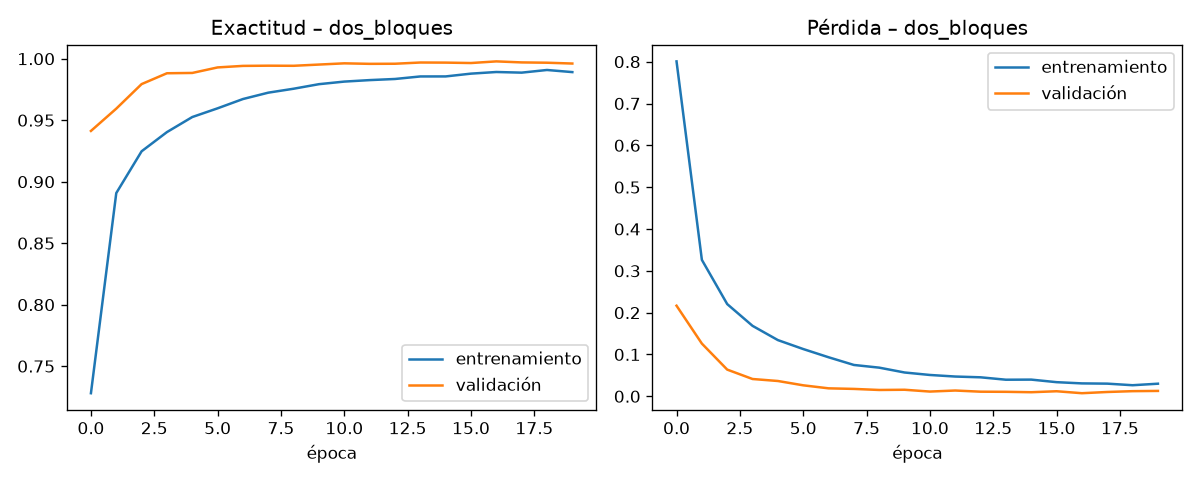 Exactitud – dos_bloques
1.00
0.95
0.90
0.85
0.80
0.75
entrenamiento
validación
0.0 2.5 5.0 7.5 10.0 12.5 15.0 17.5
época
Pérdida – dos_bloques
0.8
0.7
0.6
0.5
0.4
0.3
0.2
0.1
0.0
entrenamiento
validación
0.0 2.5 5.0 7.5 10.0 12.5 15.0 17.5
época